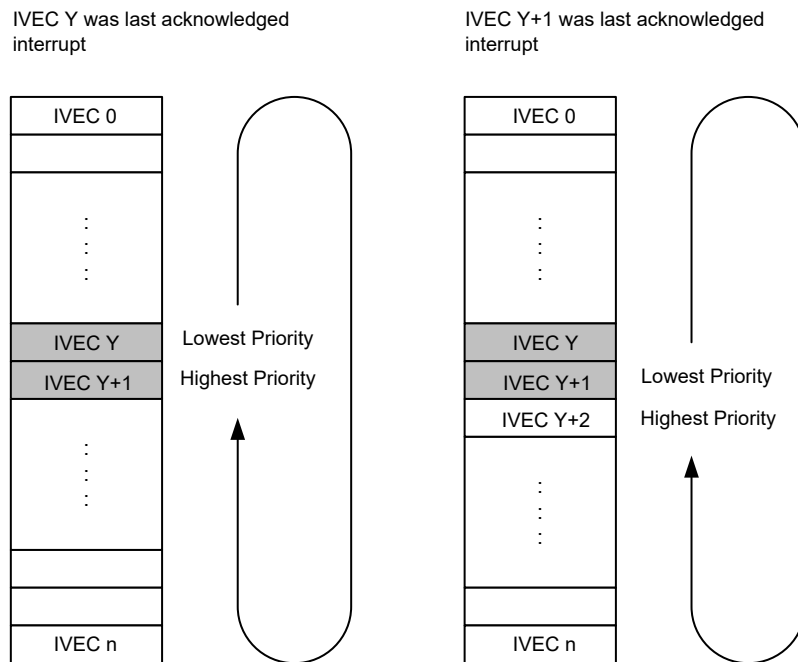 IVEC Y was last acknowledged
interrupt
IVEC 0
.
.
.
IVEC Y
Lowest Priority
IVEC Y+1
Highest Priority
.
.
.
IVEC n
IVEC Y+1 was last acknowledged
interrupt
IVEC 0
.
.
.
IVEC Y
IVEC Y+1
Lowest Priority
IVEC Y+2
Highest Priority
.
.
.
IVEC n